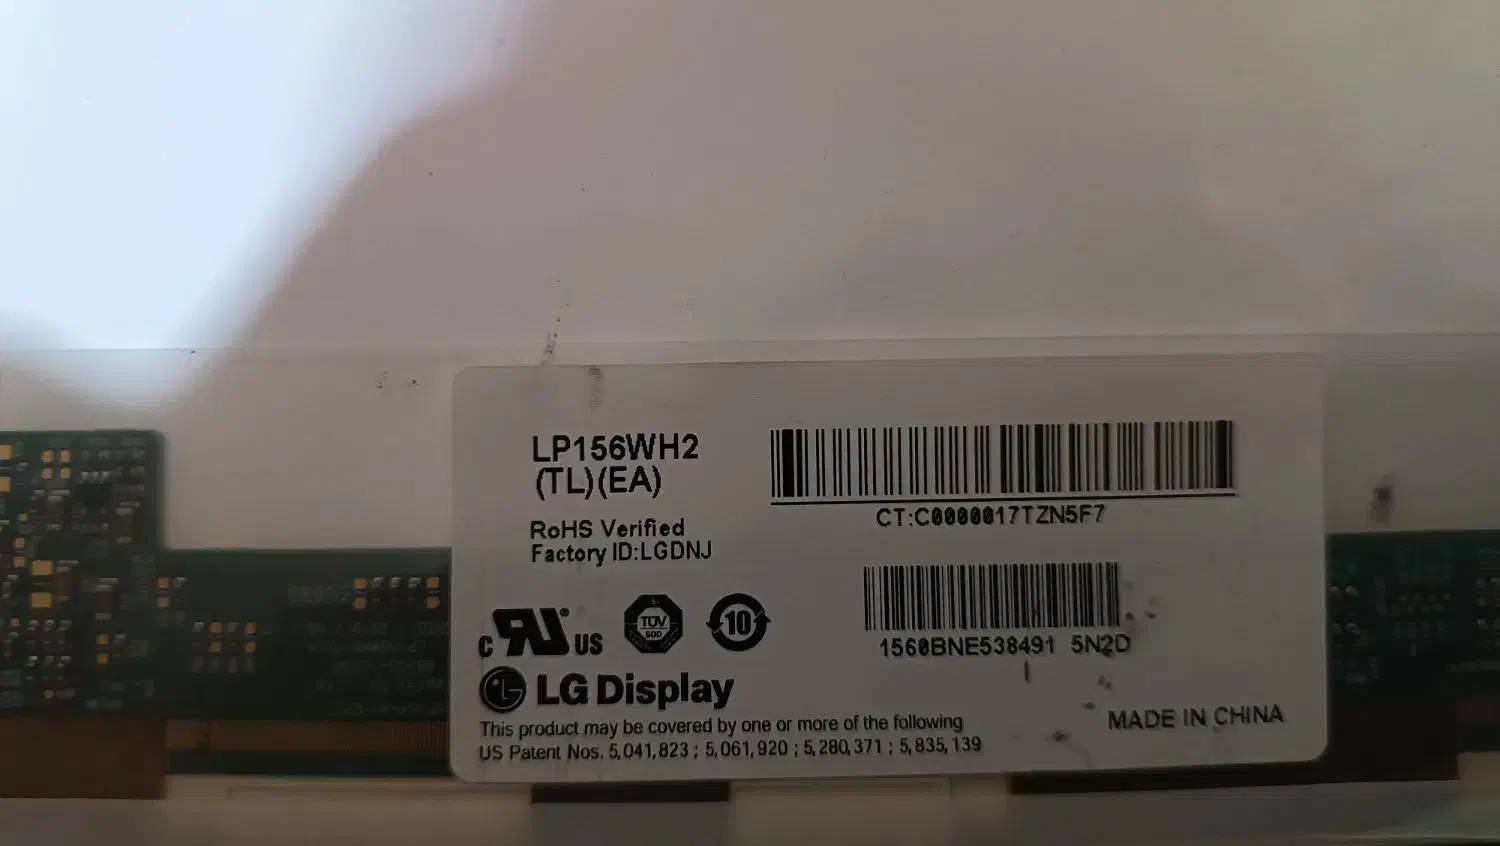 LP156WH2
(TL)(EA)
CT:C0000017TZN5F7
RoHS Verified
Factory ID:LGDNJ
C UL® US
TÜV
SÜD
10
1560BNE538491 5N2D
LG Display
This product may be covered by one or more of the following
US Patent Nos. 5,041,823 ; 5,061,920 ; 5,280,371 ; 5,835,139
MADE IN CHINA